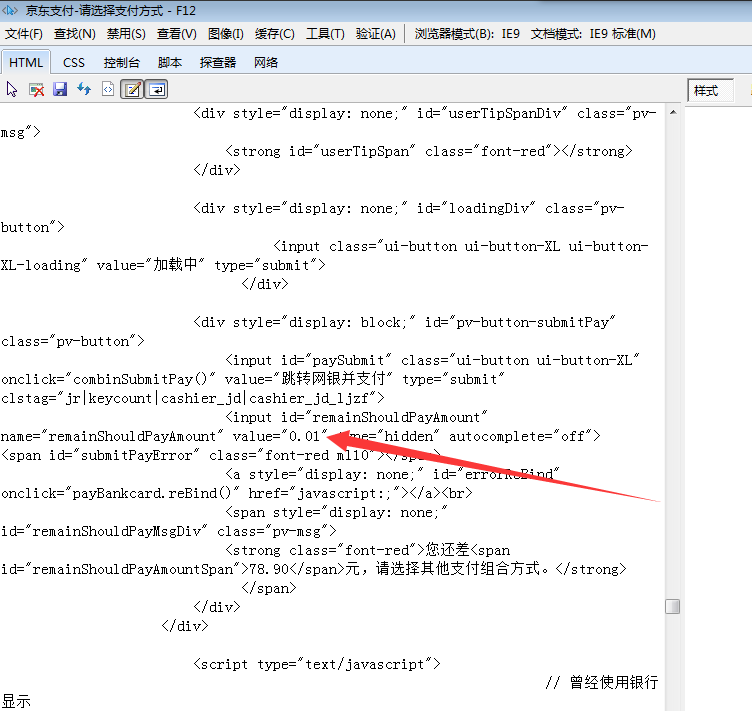 京东支付-请选择支付方式 - F12
文件(F) 查找(N) 禁用(S) 查看(V) 图像(I) 缓存(C) 工具(T) 验证(A) 浏览器模式(B): IE9 文档模式: IE9 标准(M)
HTML CSS 控制台 脚本 探查器 网络
样式
<div style="display: none;" id="userTipSpanDiv" class="pv-
msg">
<strong id="userTipSpan" class="font-red"></strong>
</div>
<div style="display: none;" id="loadingDiv" class="pv-
button">
<input class="ui-button ui-button-XL ui-button-
XL-loading" value="加载中" type="submit">
</div>
<div style="display: block;" id="pv-button-submitPay"
class="pv-button">
<input id="paySubmit" class="ui-button ui-button-XL"
onclick="combinSubmitPay()" value="跳转网银并支付" type="submit"
clstag="jr|keycount|cashier_jd|cashier_jd_ljzf">
<input id="remainShouldPayAmount"
name="remainShouldPayAmount" value="0.01" type="hidden" autocomplete="off">
<span id="submitPayError" class="font-red ml10"></span>
<a style="display: none;" id="errorReBind"
onclick="payBankcard.reBind()" href="javascript:;"></a><br>
<span style="display: none;"
id="remainShouldPayMsgDiv" class="pv-msg">
<strong class="font-red">您还差<span
id="remainShouldPayAmountSpan">78.90</span>元，请选择其他支付组合方式。</strong>
</span>
</div>
</div>
<script type="text/javascript">
// 曾经使用银行
显示